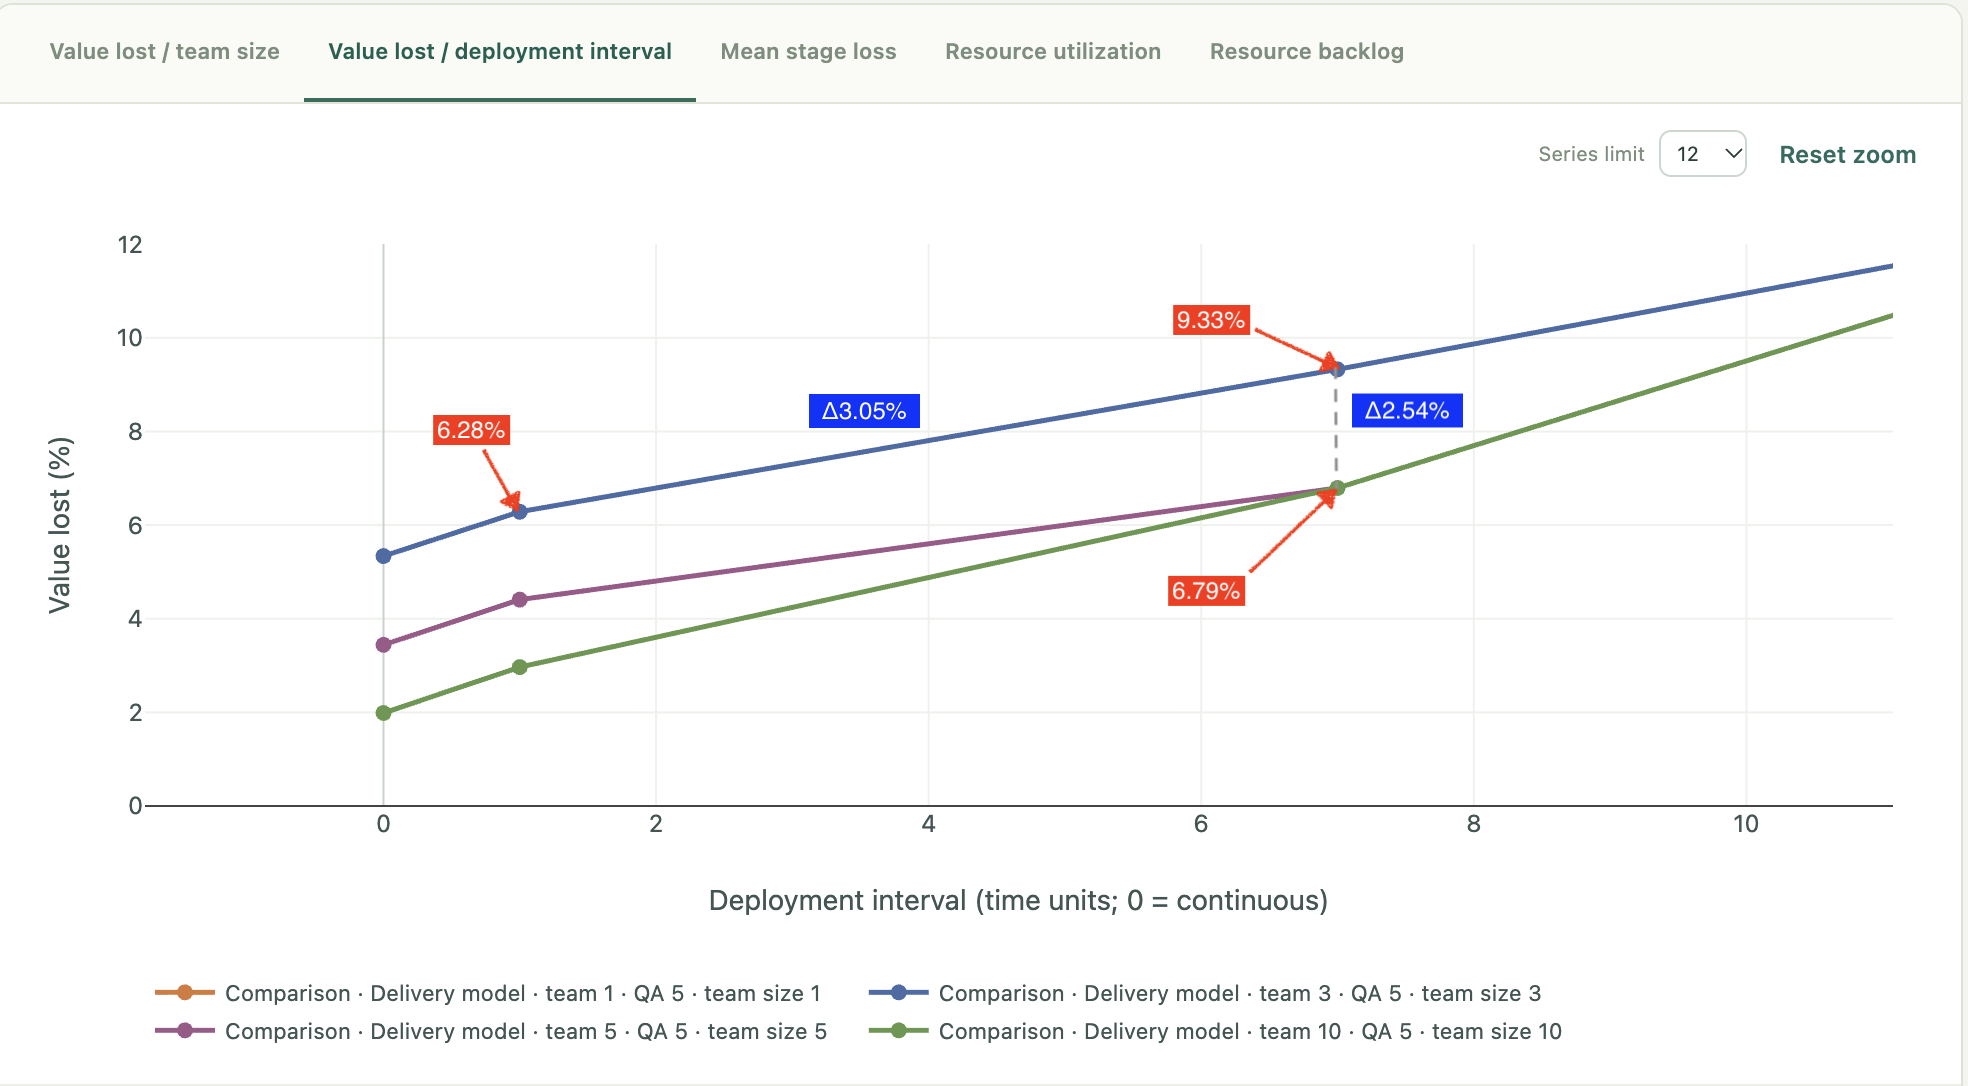 Value lost / team size
Value lost / deployment interval
Mean stage loss
Resource utilization
Resource backlog
Series limit
12
Reset zoom
12
10
8
6
4
2
0
Value lost (%)
6.28%
Δ3.05%
9.33%
Δ2.54%
6.79%
0
2
4
6
8
10
Deployment interval (time units; 0 = continuous)
Comparison · Delivery model · team 1 · QA 5 · team size 1
Comparison · Delivery model · team 3 · QA 5 · team size 3
Comparison · Delivery model · team 5 · QA 5 · team size 5
Comparison · Delivery model · team 10 · QA 5 · team size 10